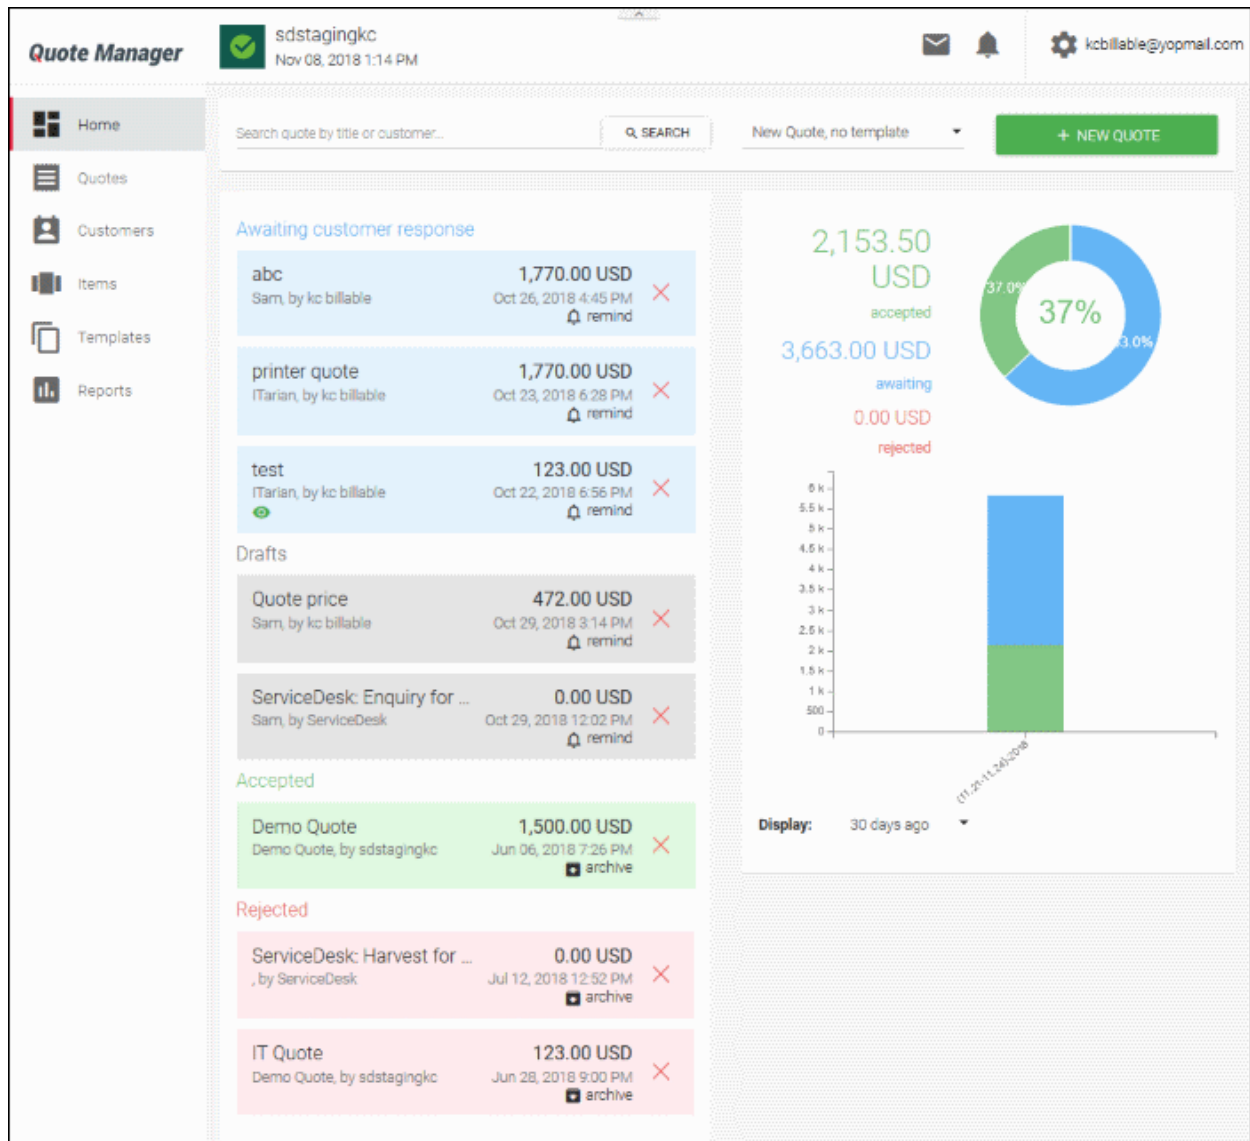 Quote Manager
sdstagingkc
Nov 08, 2018 1:14 PM
kcbillable@yopmail.com
Home
Quotes
Customers
Items
Templates
Reports
Search quote by title or customer...
SEARCH
New Quote, no template
+ NEW QUOTE
Awaiting customer response
abc 1,770.00 USD
Sam, by kc billable Oct 26, 2018 4:45 PM
remind
printer quote 1,770.00 USD
ITarian, by kc billable Oct 23, 2018 6:28 PM
remind
test 123.00 USD
ITarian, by kc billable Oct 22, 2018 6:56 PM
remind
Drafts
Quote price 472.00 USD
Sam, by kc billable Oct 29, 2018 3:14 PM
remind
ServiceDesk: Enquiry for ... 0.00 USD
Sam, by ServiceDesk Oct 29, 2018 12:02 PM
remind
Accepted
Demo Quote 1,500.00 USD
Demo Quote, by sdstagingkc Jun 06, 2018 7:26 PM
archive
Rejected
ServiceDesk: Harvest for ... 0.00 USD
, by ServiceDesk Jul 12, 2018 12:52 PM
archive
IT Quote 123.00 USD
Demo Quote, by sdstagingkc Jun 28, 2018 9:00 PM
archive
2,153.50
USD
accepted
3,663.00 USD
awaiting
0.00 USD
rejected
37.0%
37%
3.0%
6 k
5.5 k
5 k
4.5 k
4 k
3.5 k
3 k
2.5 k
2 k
1.5 k
1 k
500
0
(11.21-11.24)-2018
Display: 30 days ago